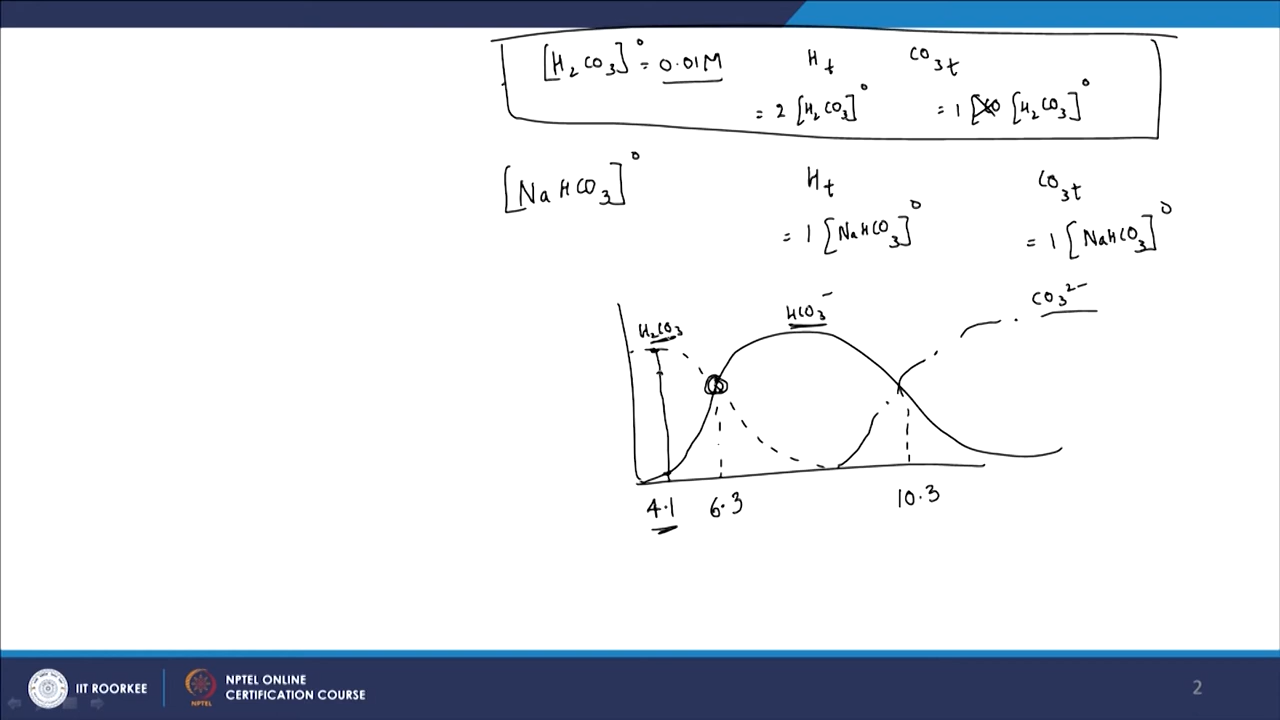 [H₂CO₃]° = 0.01M Hₜ CO₃ₜ
= 2 [H₂CO₃]° = 1 [H₂CO₃]°
[NaHCO₃]° Hₜ CO₃ₜ
= 1 [NaHCO₃]° = 1 [NaHCO₃]°
H₂CO₃ HCO₃⁻ CO₃²⁻
4.1 6.3 10.3
IIT ROORKEE
NPTEL ONLINE
CERTIFICATION COURSE
2